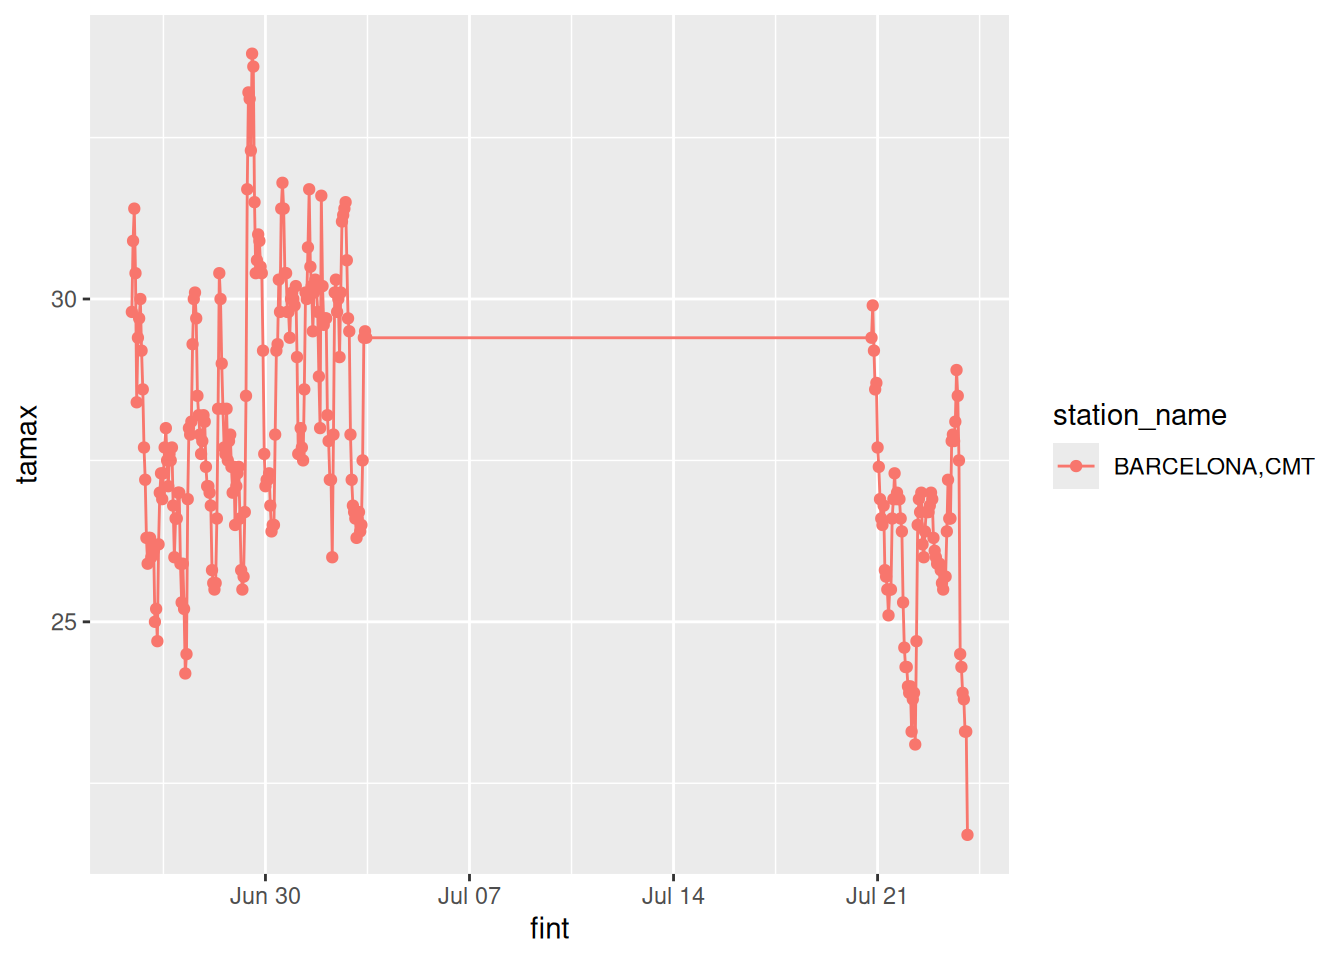 30
25
tamax
Jun 30
Jul 07
Jul 14
Jul 21
fint
station_name
BARCELONA,CMT